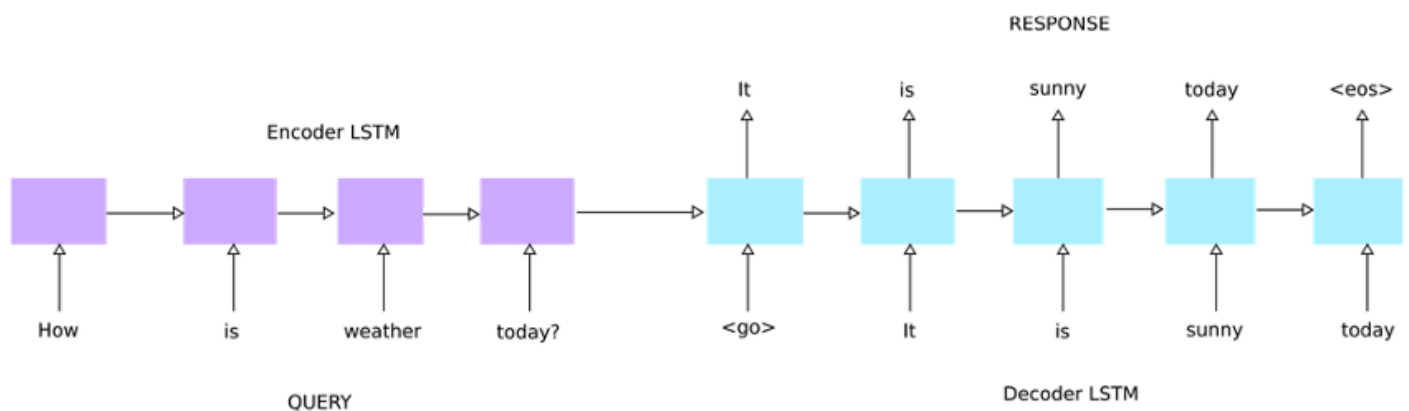 RESPONSE
It is sunny today <eos>
Encoder LSTM
How is weather today? <go> It is sunny today
QUERY
Decoder LSTM